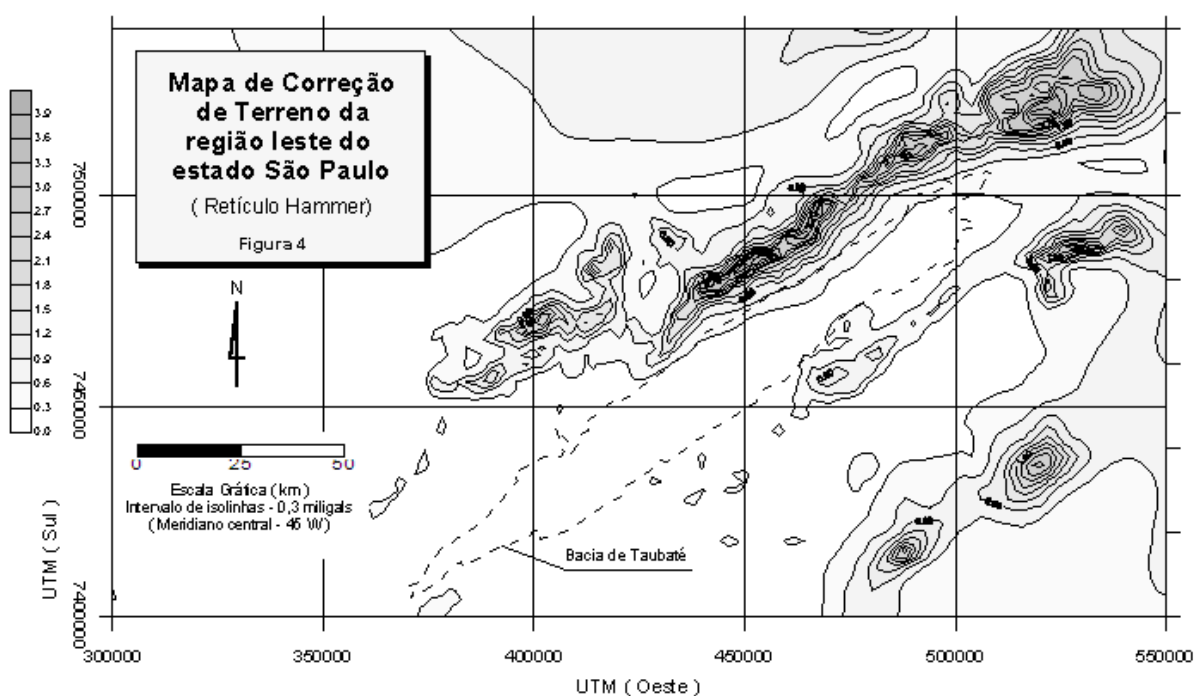 Mapa de Correção
de Terreno da
região leste do
estado São Paulo
( Retículo Hammer)
Figura 4
N
3.9
3.6
3.3
3.0
2.7
2.4
2.1
1.8
1.5
1.2
0.9
0.6
0.3
0.0
0 25 50
Escala Gráfica ( km )
Intervalo de isolinhas - 0,3 miligals
( Meridiano central - 45 W)
Bacia de Taubaté
7500000
7450000
7400000
UTM ( Sul )
300000 350000 400000 450000 500000 550000
UTM ( Oeste )